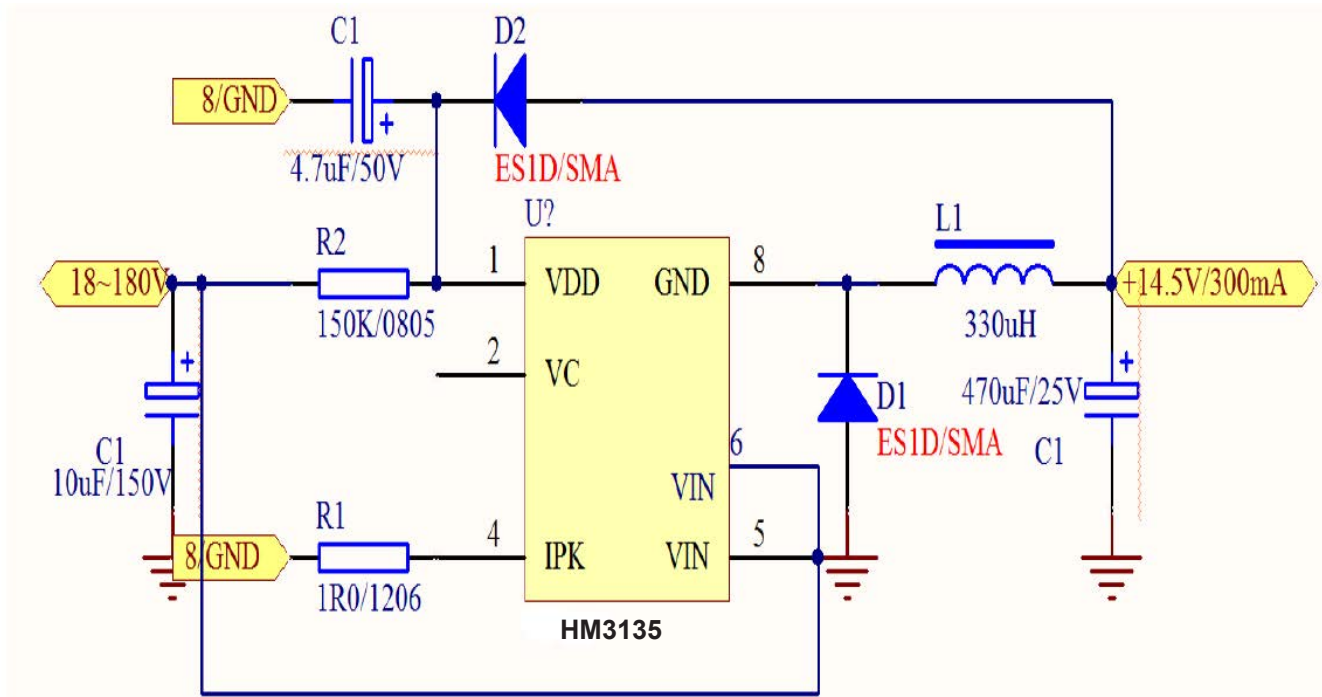 C1
D2
8/GND
+
4.7uF/50V
ES1D/SMA
U?
R2
1
VDD
GND
8
L1
18~180V
+14.5V/300mA
150K/0805
330uH
2
VC
+
+
D1
470uF/25V
ES1D/SMA
C1
C1
10uF/150V
6
VIN
R1
8/GND
4
IPK
VIN
5
1R0/1206
HM3135